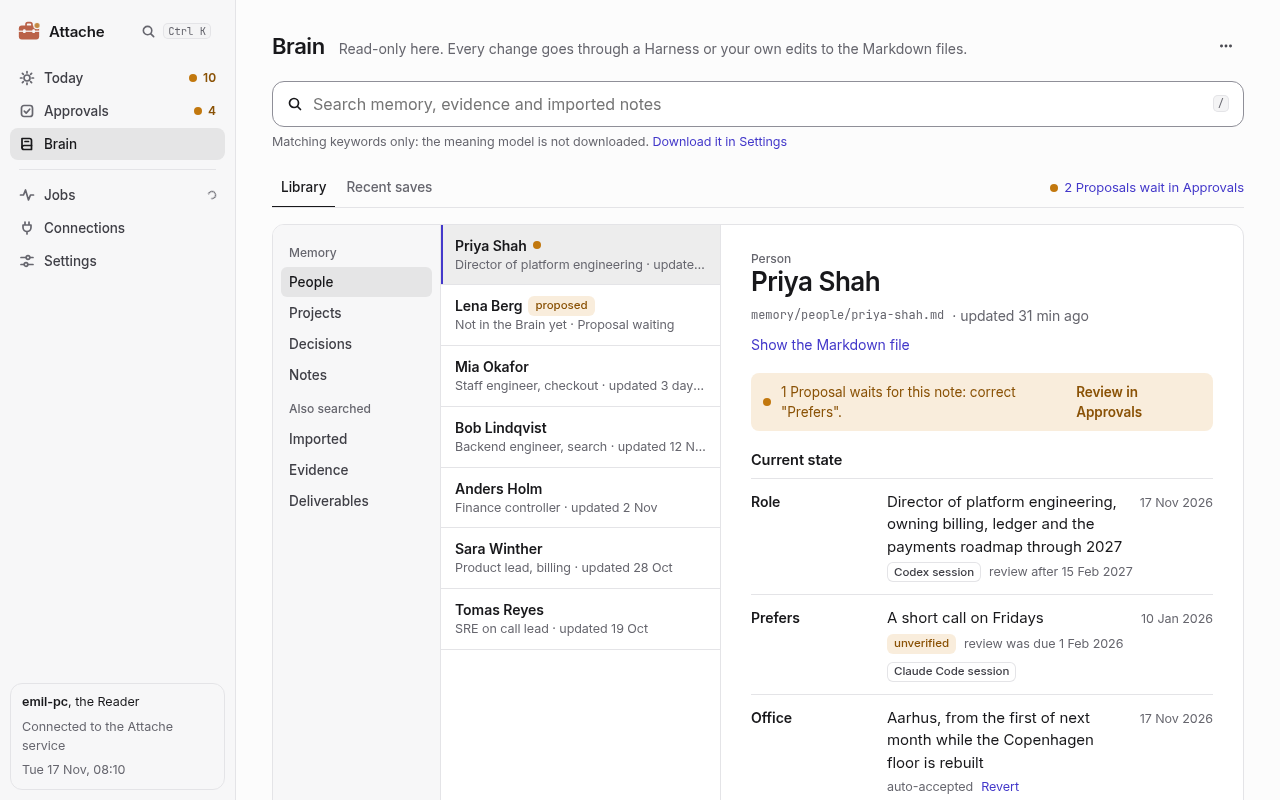 Attache
Ctrl K
Today
10
Approvals
4
Brain
Jobs
Connections
Settings
emil-pc, the Reader
Connected to the Attache
service
Tue 17 Nov, 08:10
Brain
Read-only here. Every change goes through a Harness or your own edits to the Markdown files.
Search memory, evidence and imported notes
/
Matching keywords only: the meaning model is not downloaded. Download it in Settings
Library
Recent saves
2 Proposals wait in Approvals
Memory
People
Projects
Decisions
Notes
Also searched
Imported
Evidence
Deliverables
Priya Shah
Director of platform engineering · update...
Lena Berg proposed
Not in the Brain yet · Proposal waiting
Mia Okafor
Staff engineer, checkout · updated 3 day...
Bob Lindqvist
Backend engineer, search · updated 12 N...
Anders Holm
Finance controller · updated 2 Nov
Sara Winther
Product lead, billing · updated 28 Oct
Tomas Reyes
SRE on call lead · updated 19 Oct
Person
Priya Shah
memory/people/priya-shah.md · updated 31 min ago
Show the Markdown file
1 Proposal waits for this note: correct
"Prefers".
Review in
Approvals
Current state
Role
Director of platform engineering,
owning billing, ledger and the
payments roadmap through 2027
17 Nov 2026
Codex session review after 15 Feb 2027
Prefers
A short call on Fridays
10 Jan 2026
unverified review was due 1 Feb 2026
Claude Code session
Office
Aarhus, from the first of next
month while the Copenhagen
floor is rebuilt
17 Nov 2026
auto-accepted Revert